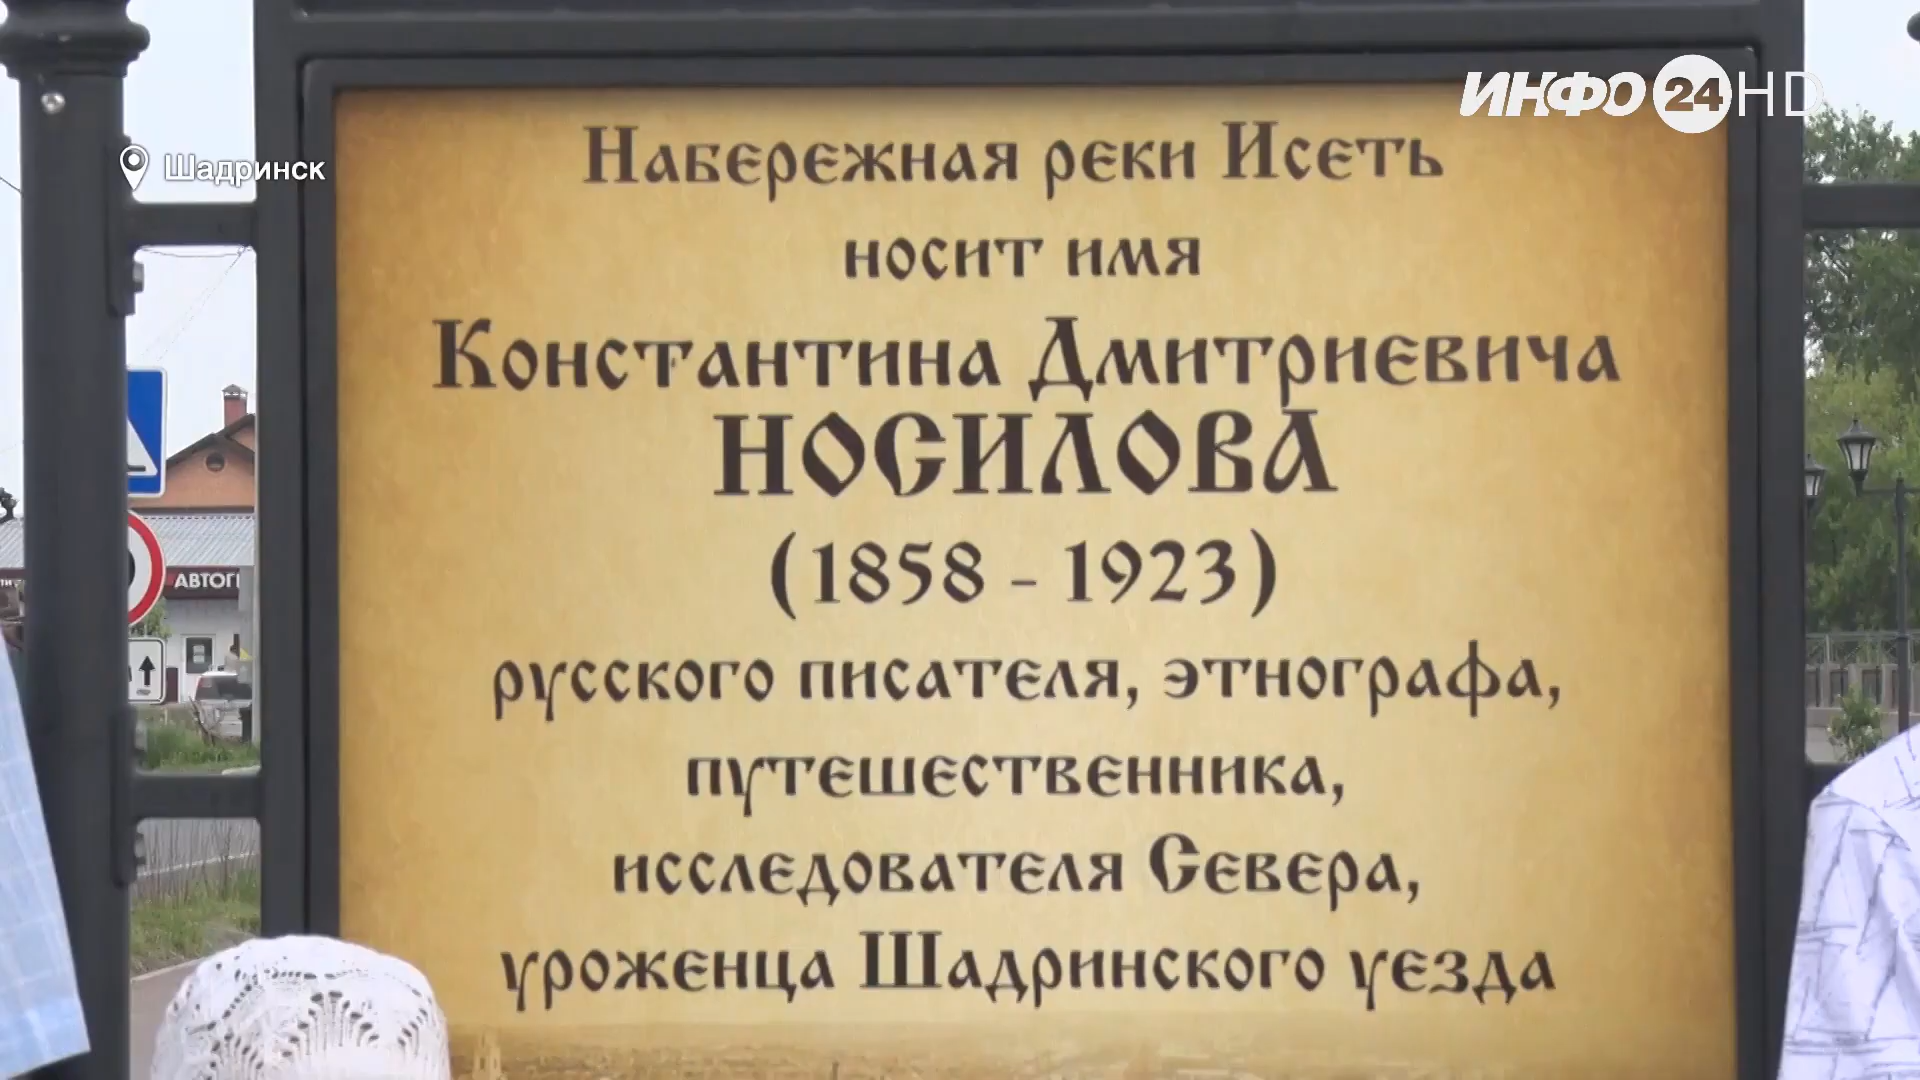 ИНФО 24 HD
Шадринск
Набережная реки Исеть
носит имя
Константина Дмитриевича
НОСИЛОВА
(1858 - 1923)
русского писателя, этнографа,
путешественника,
исследователя Севера,
уроженца Шадринского уезда
АВТОГ